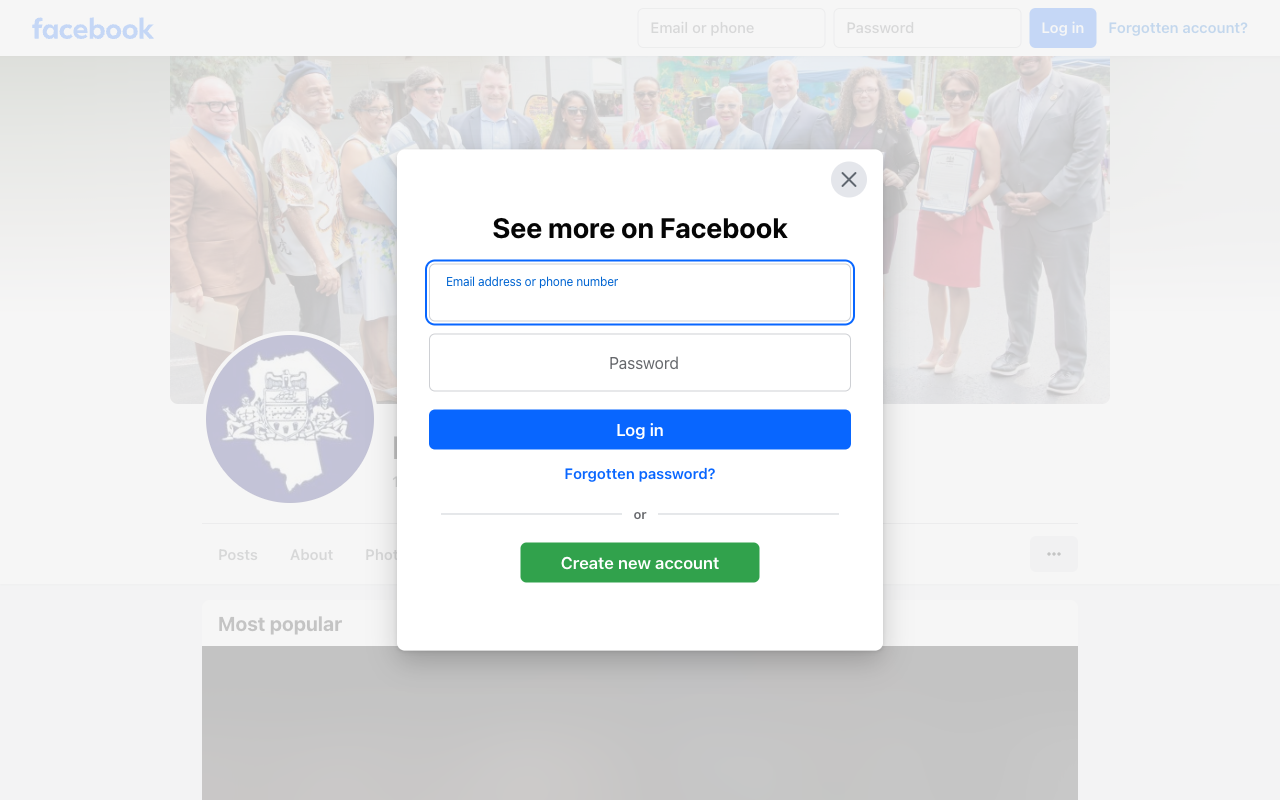 facebook
Email or phone
Password
Log in
Forgotten account?
See more on Facebook
Email address or phone number
Password
Log in
Forgotten password?
or
Create new account
Posts
About
Most popular